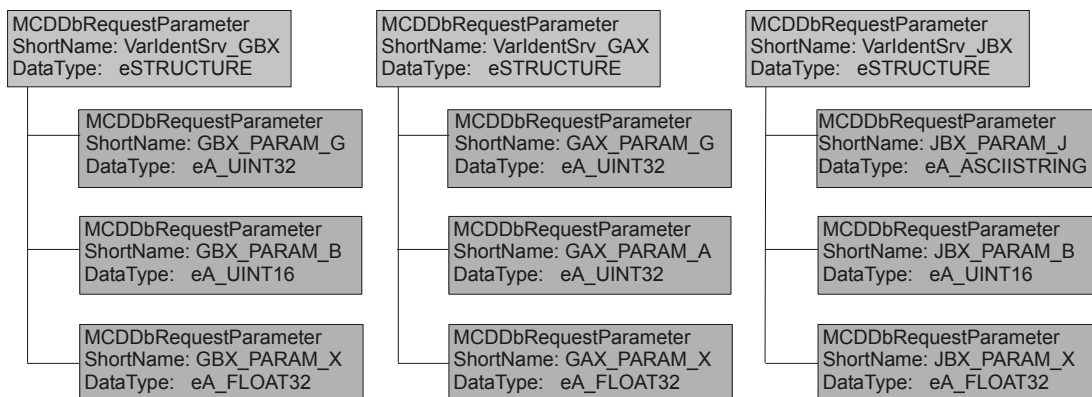 MCDDbRequestParameter
ShortName: VarIdentSrv_GBX
DataType: eSTRUCTURE
MCDDbRequestParameter
ShortName: GBX_PARAM_G
DataType: eA_UINT32
MCDDbRequestParameter
ShortName: GBX_PARAM_B
DataType: eA_UINT16
MCDDbRequestParameter
ShortName: GBX_PARAM_X
DataType: eA_FLOAT32
MCDDbRequestParameter
ShortName: VarIdentSrv_GAX
DataType: eSTRUCTURE
MCDDbRequestParameter
ShortName: GAX_PARAM_G
DataType: eA_UINT32
MCDDbRequestParameter
ShortName: GAX_PARAM_A
DataType: eA_UINT32
MCDDbRequestParameter
ShortName: GAX_PARAM_X
DataType: eA_FLOAT32
MCDDbRequestParameter
ShortName: VarIdentSrv_JBX
DataType: eSTRUCTURE
MCDDbRequestParameter
ShortName: JBX_PARAM_J
DataType: eA_ASCIISTRING
MCDDbRequestParameter
ShortName: JBX_PARAM_B
DataType: eA_UINT16
MCDDbRequestParameter
ShortName: JBX_PARAM_X
DataType: eA_FLOAT32